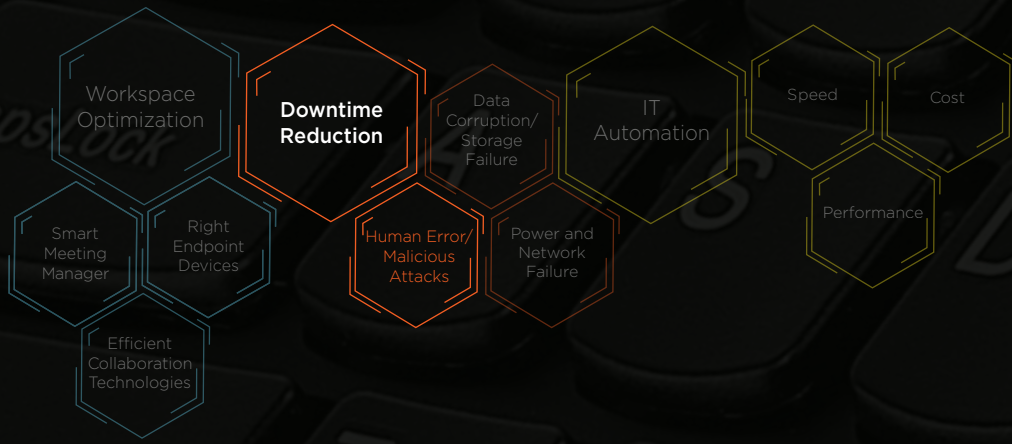 Workspace
Optimization
Smart
Meeting
Manager
Right
Endpoint
Devices
Efficient
Collaboration
Technologies
Downtime
Reduction
Data
Corruption/
Storage
Failure
Human Error/
Malicious
Attacks
Power and
Network
Failure
IT
Automation
Speed
Cost
Performance
psLock
A
S
D